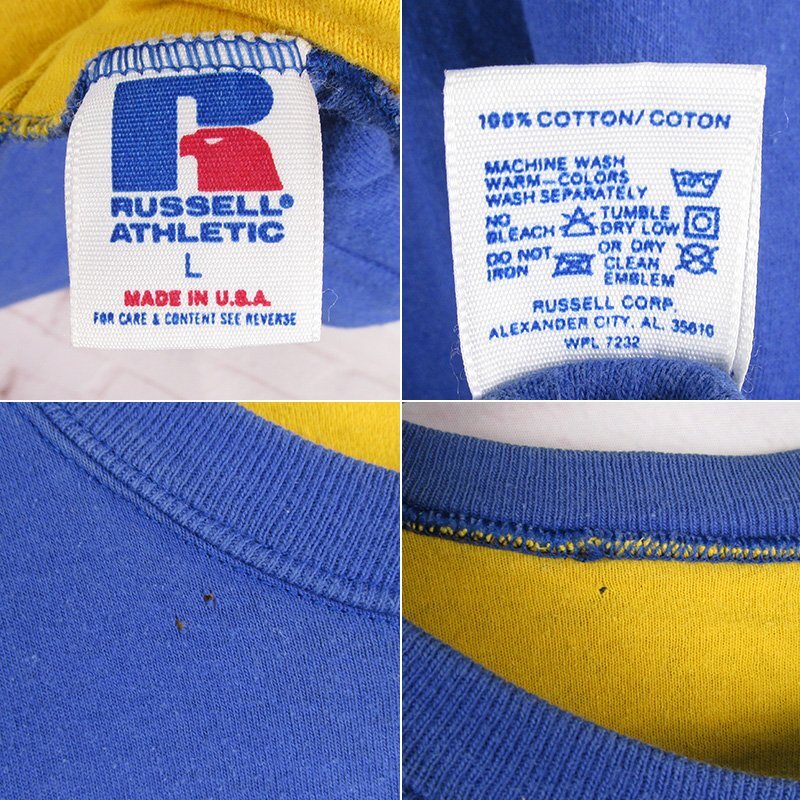 R
RUSSELL®
ATHLETIC
L
MADE IN U.S.A.
FOR CARE & CONTENT SEE REVERSE
100% COTTON/COTON
MACHINE WASH
WARM-COLORS
WASH SEPARATELY
NO BLEACH TUMBLE DRY LOW
DO NOT IRON OR DRY CLEAN EMBLEM
RUSSELL CORP.
ALEXANDER CITY, AL. 35010
WPL 7232